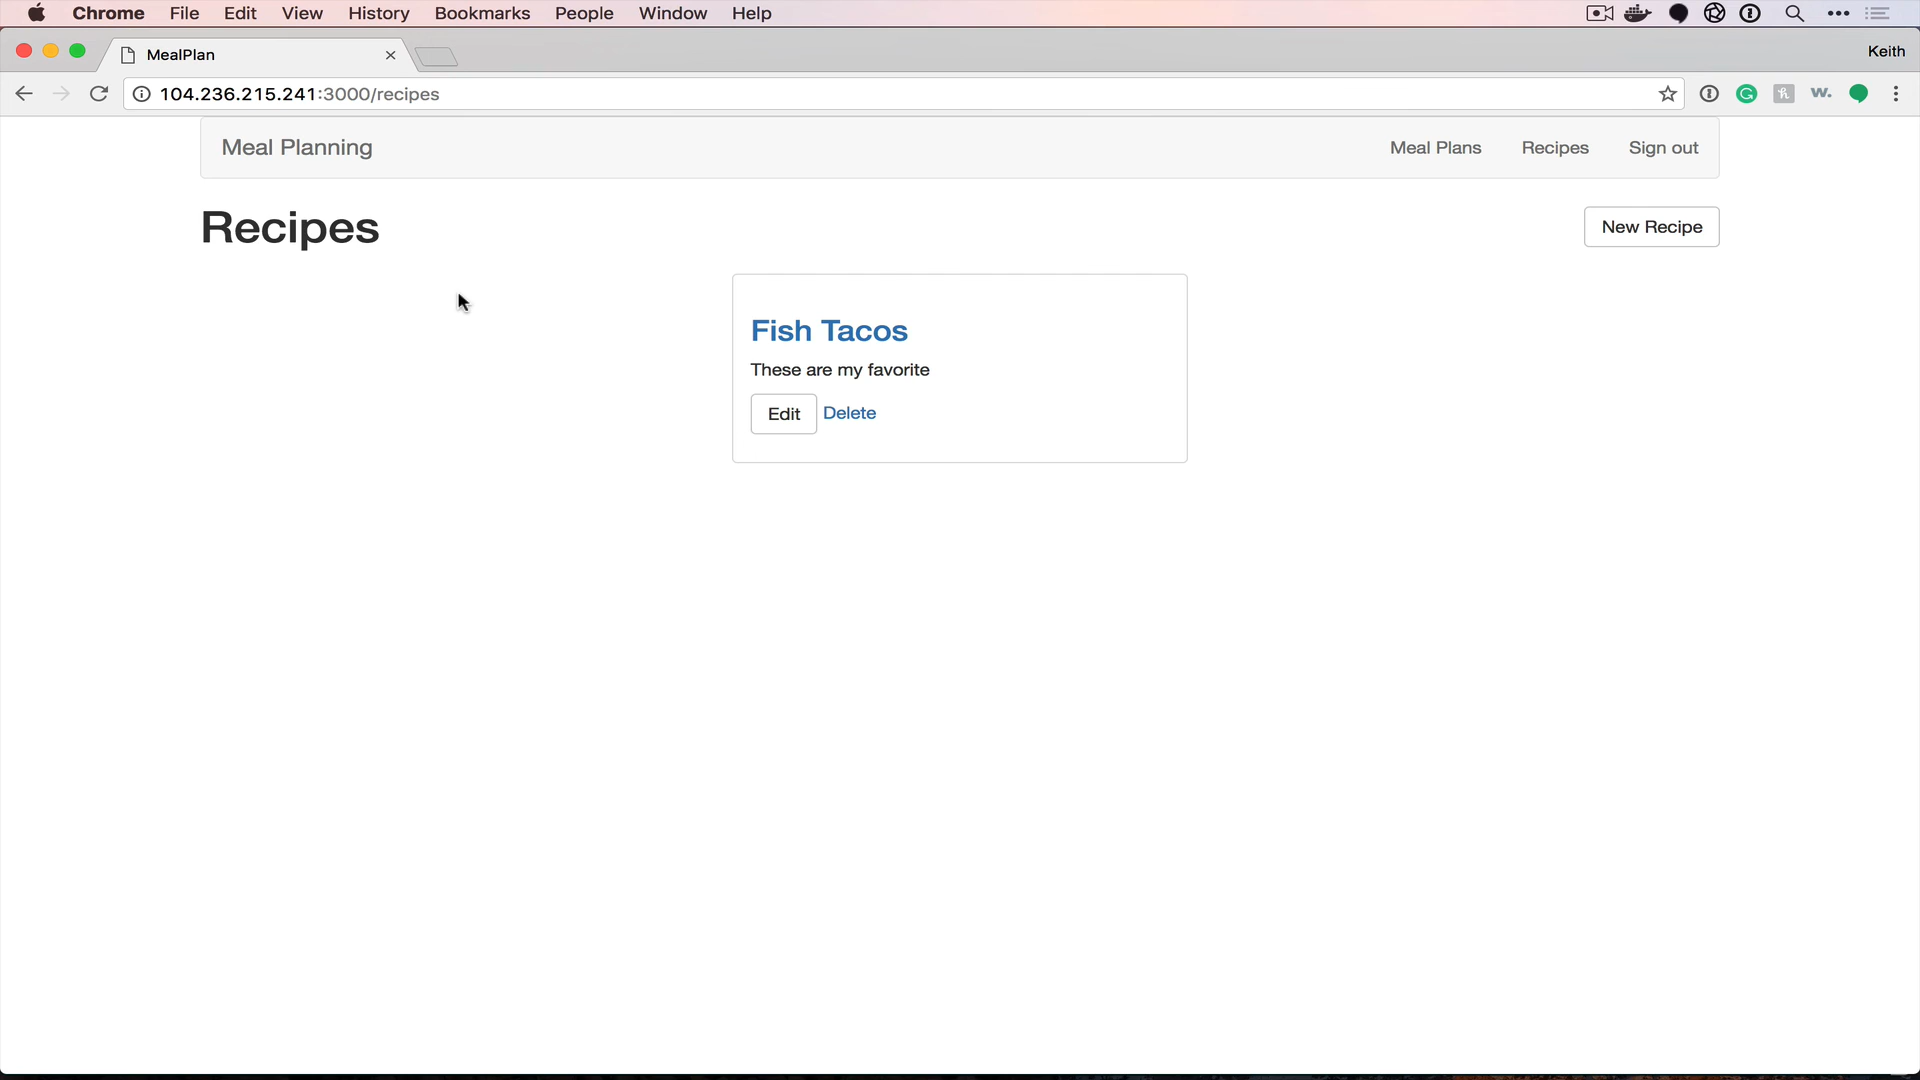 Chrome File Edit View History Bookmarks People Window Help
MealPlan
Keith
104.236.215.241:3000/recipes
w.
Meal Planning
Meal Plans Recipes Sign out
Recipes
New Recipe
Fish Tacos
These are my favorite
Edit Delete